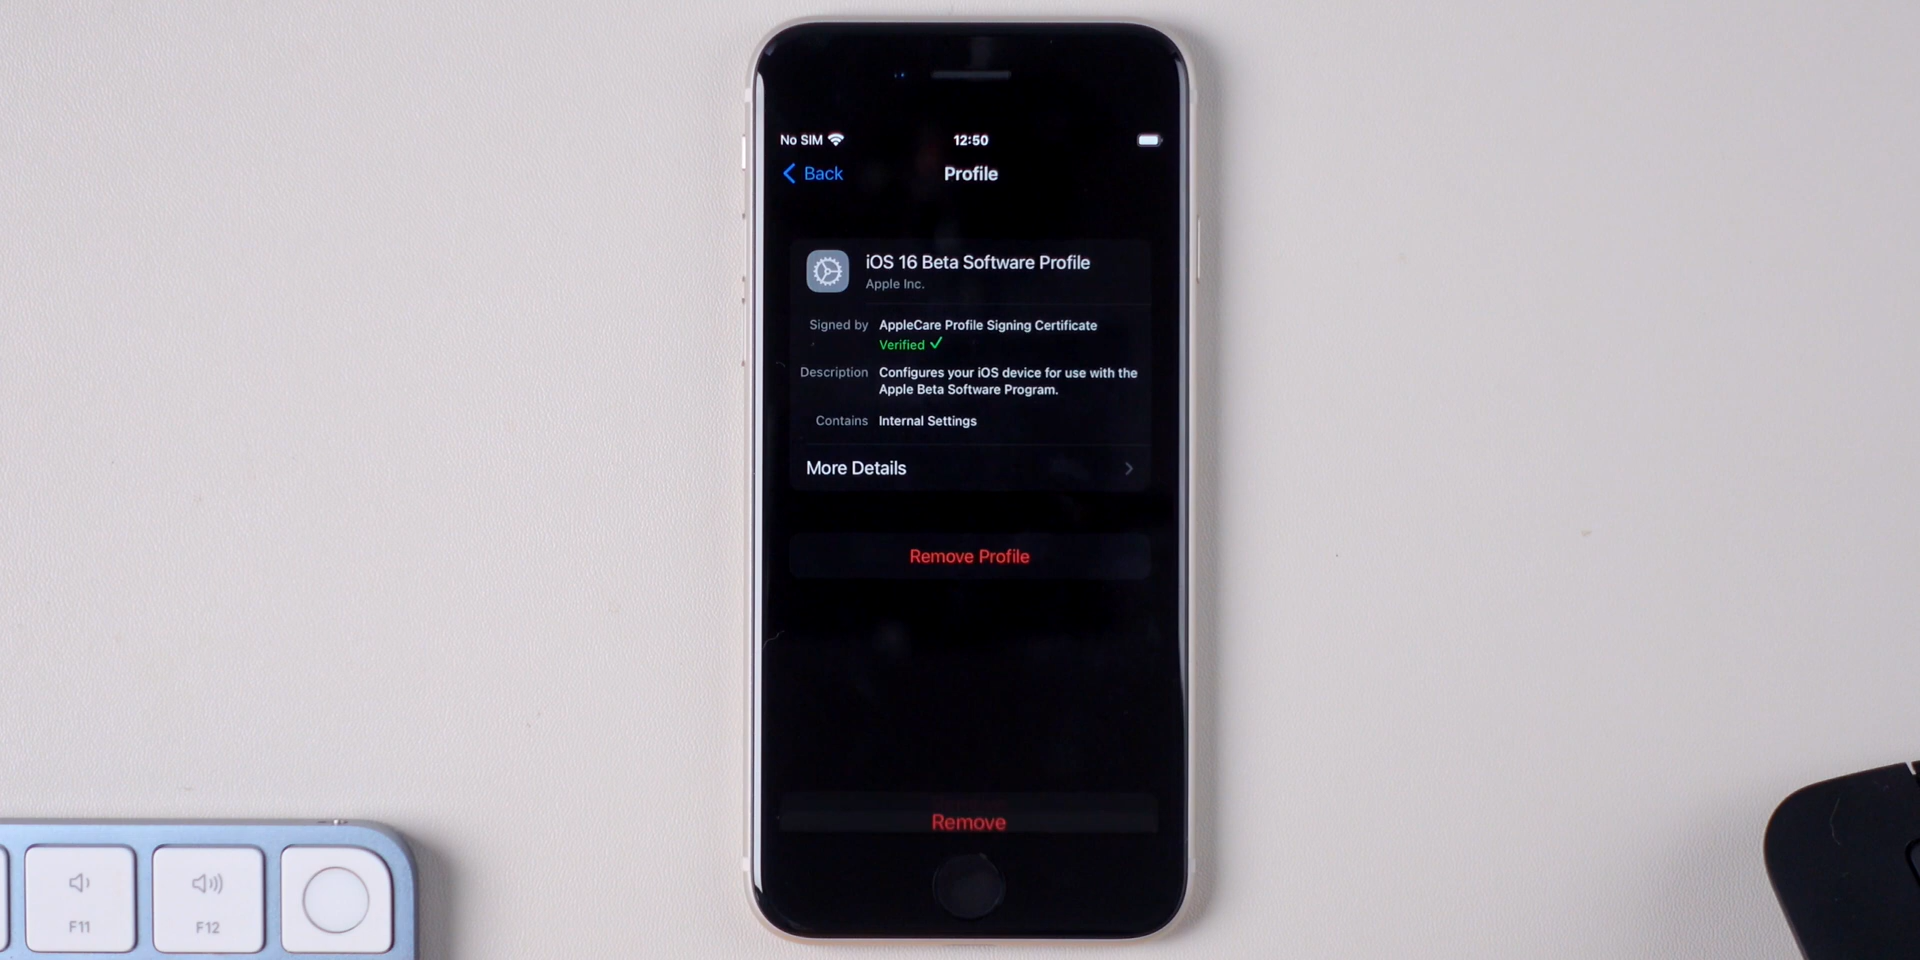 No SIM
12:50
Back
Profile
iOS 16 Beta Software Profile
Apple Inc.
Signed by AppleCare Profile Signing Certificate
Verified ✓
Description Configures your iOS device for use with the
Apple Beta Software Program.
Contains Internal Settings
More Details
Remove Profile
Remove
F11
F12